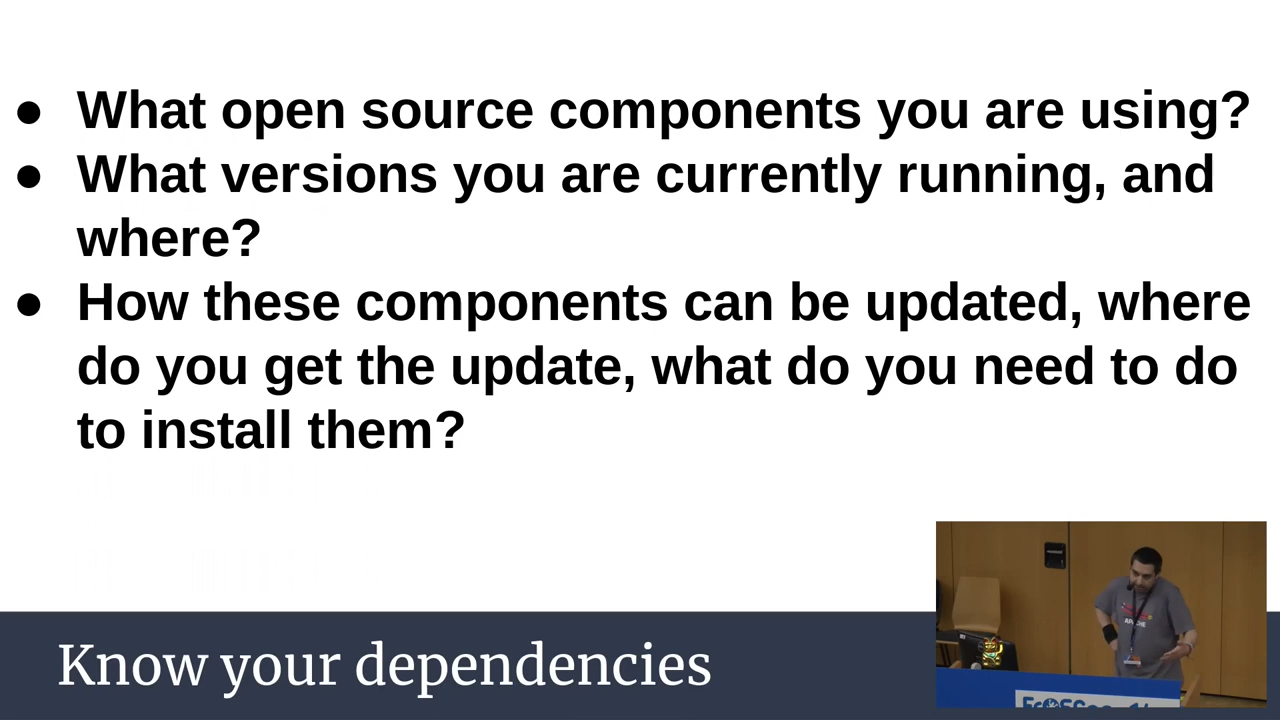 ● What open source components you are using?
● What versions you are currently running, and
where?
● How these components can be updated, where
do you get the update, what do you need to do
to install them?
Know your dependencies
APACHE